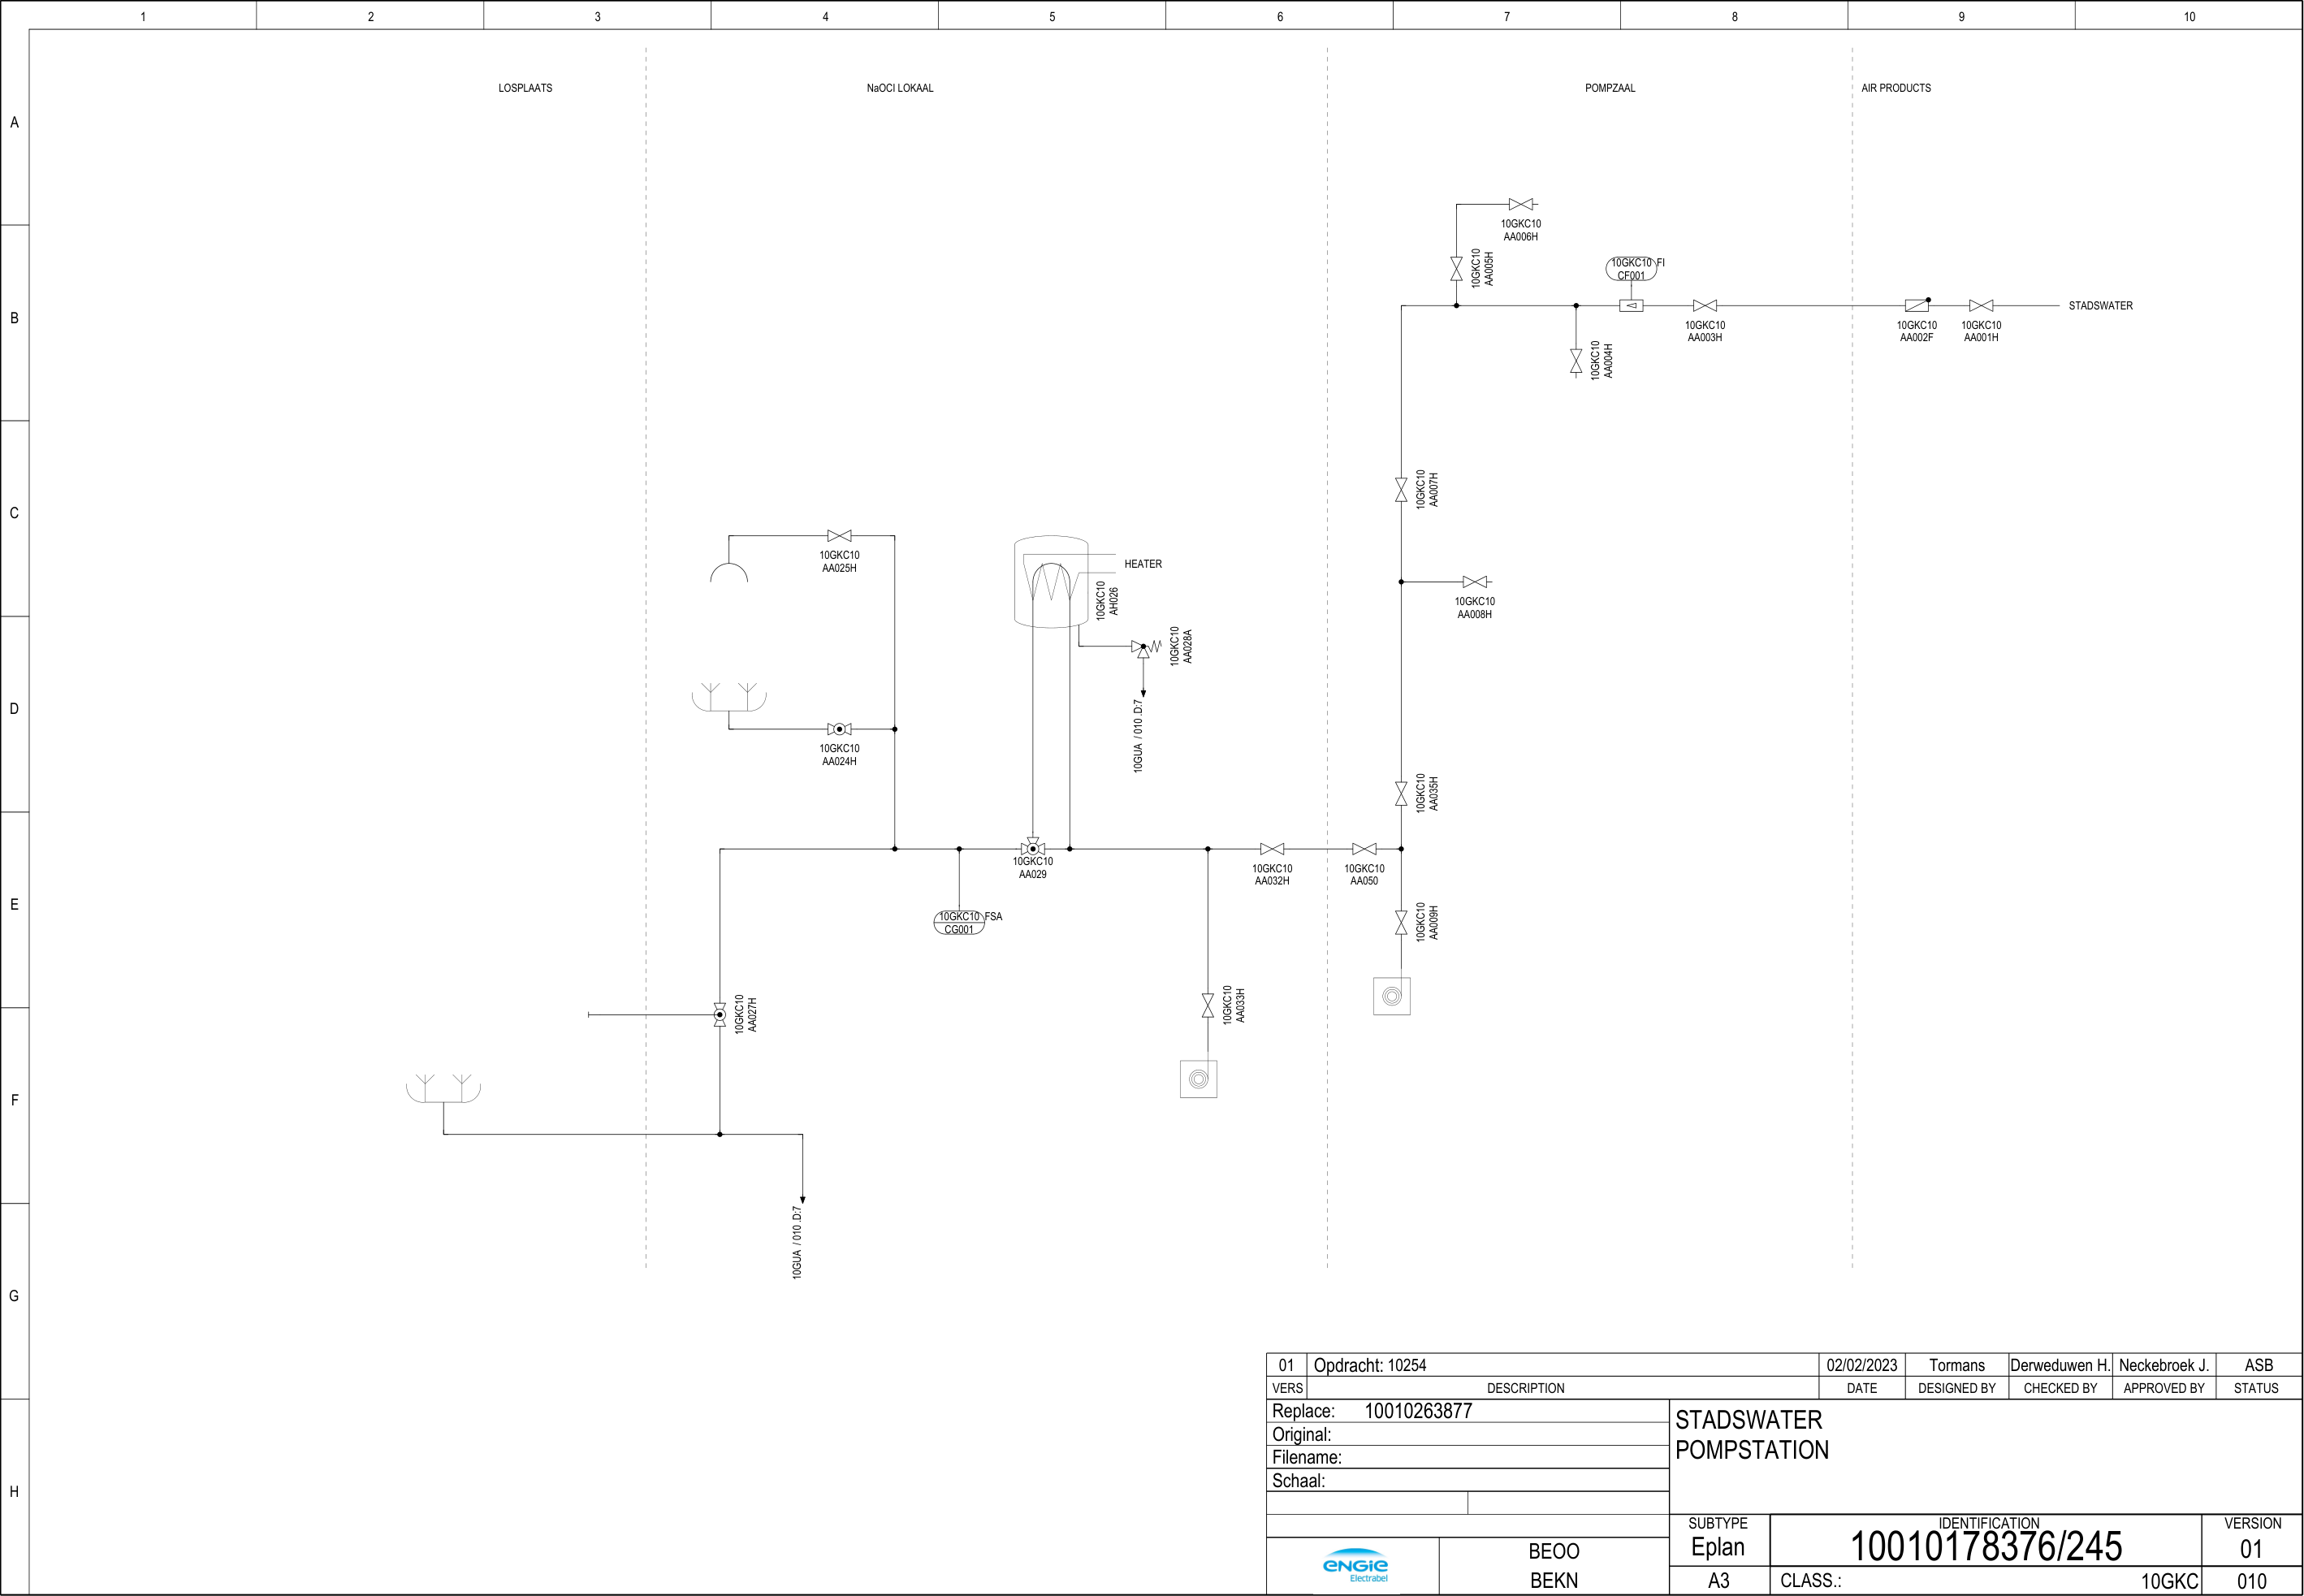 1 2 3 4 5 6 7 8 9 10
A
B
C
D
E
F
G
H
LOSPLAATS
NaOCl LOKAAL
POMPZAAL
AIR PRODUCTS
10GKC10
AA006H
10GKC10
AA005H
10GKC10 FI
CF001
STADSWATER
10GKC10
AA003H
10GKC10
AA002F
10GKC10
AA001H
10GKC10
AA004H
10GKC10
AA007H
10GKC10
AA025H
HEATER
10GKC10
AH026
10GKC10
AA008H
10GKC10
AA028A
10GUA / 010 .D:7
10GKC10
AA024H
10GKC10
AA035H
10GKC10
AA029
10GKC10
AA032H
10GKC10
AA050
10GKC10 FSA
CG001
10GKC10
AA009H
10GKC10
AA027H
10GKC10
AA033H
10GUA / 010 .D:7
01 Opdracht: 10254 02/02/2023 Tormans Derweduwen H. Neckebroek J. ASB
VERS DESCRIPTION DATE DESIGNED BY CHECKED BY APPROVED BY STATUS
Replace: 10010263877
Original:
Filename:
Schaal:
STADSWATER
POMPSTATION
SUBTYPE IDENTIFICATION VERSION
Eplan 10010178376/245 01
A3 CLASS.: 10GKC 010
ENGIE
Electrabel
BEOO
BEKN